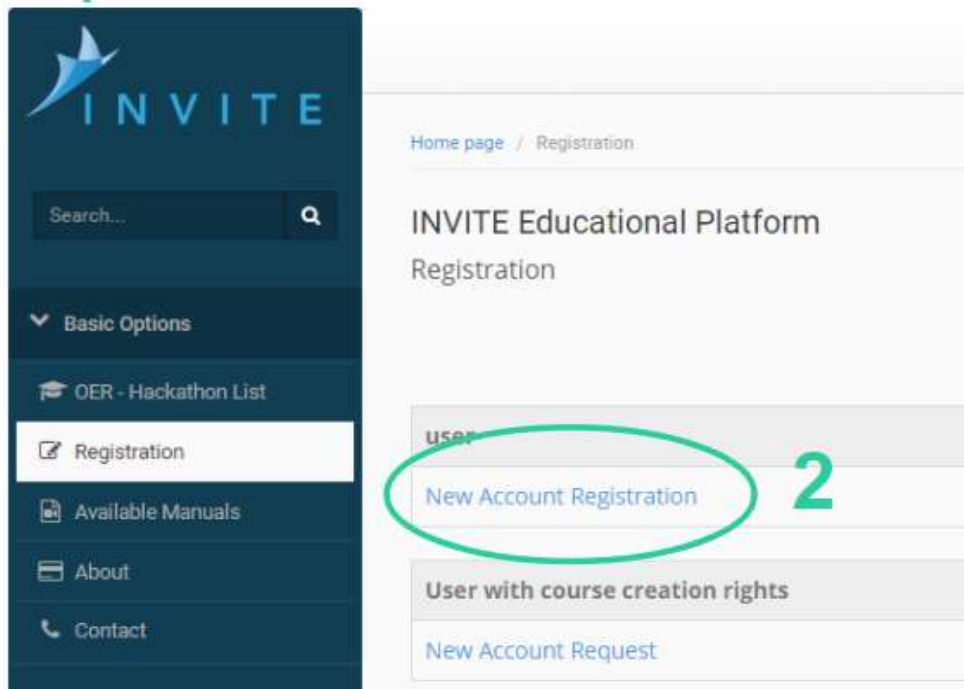 INVITE
Search...
Basic Options
OER - Hackathon List
Registration
Available Manuals
About
Contact
Home page / Registration
INVITE Educational Platform
Registration
user
New Account Registration
2
User with course creation rights
New Account Request